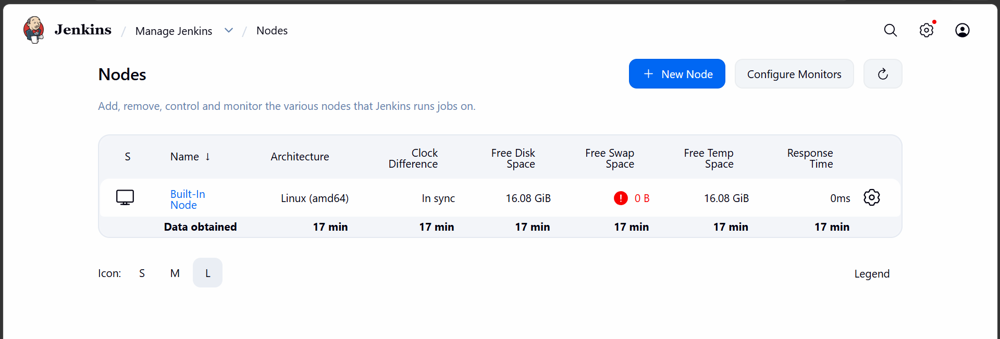 Jenkins / Manage Jenkins / Nodes
Nodes
+ New Node
Configure Monitors
Add, remove, control and monitor the various nodes that Jenkins runs jobs on.
S
Name ↓
Architecture
Clock
Difference
Free Disk
Space
Free Swap
Space
Free Temp
Space
Response
Time
Built-In
Node
Linux (amd64)
In sync
16.08 GiB
0 B
16.08 GiB
0ms
Data obtained
17 min
17 min
17 min
17 min
17 min
17 min
Icon: S M L
Legend